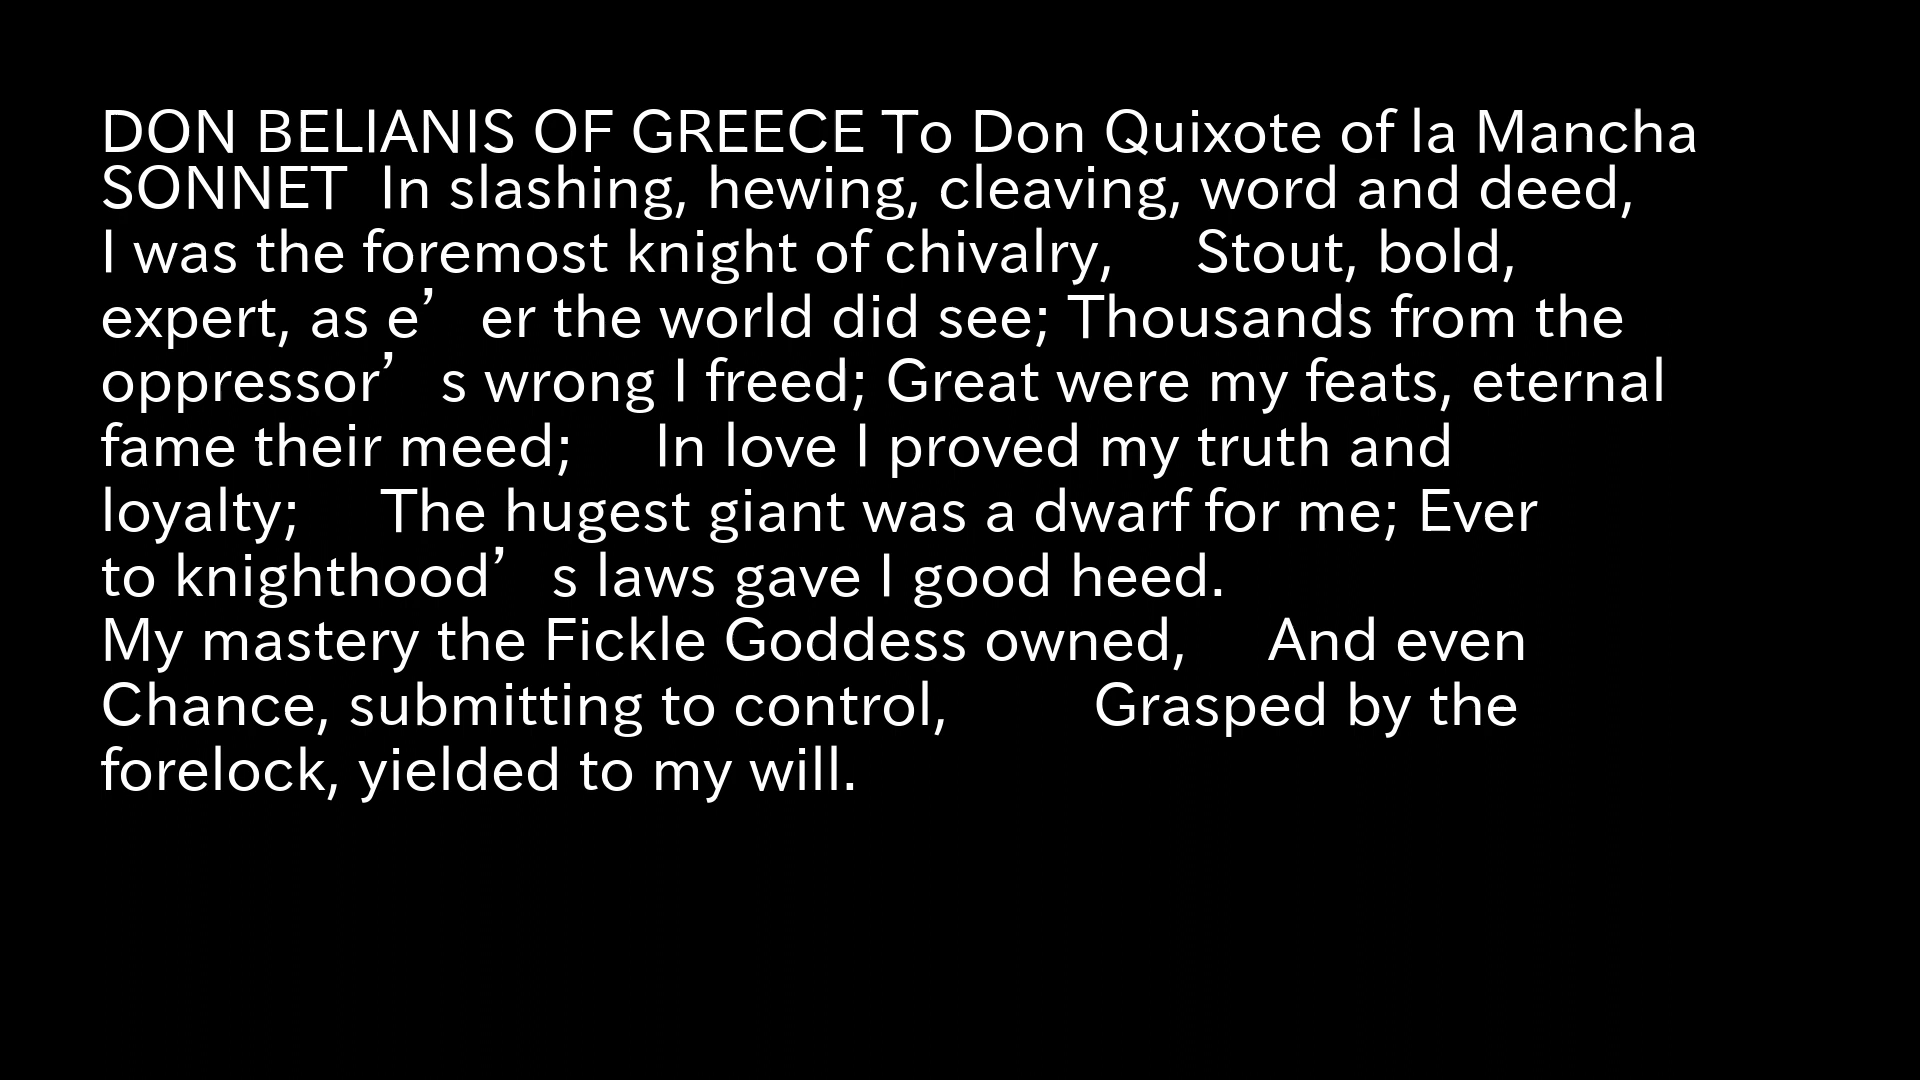 DON BELIANIS OF GREECE To Don Quixote of la Mancha
SONNET  In slashing, hewing, cleaving, word and deed,
I was the foremost knight of chivalry,     Stout, bold,
expert, as e’er the world did see; Thousands from the
oppressor’s wrong I freed; Great were my feats, eternal
fame their meed;     In love I proved my truth and
loyalty;     The hugest giant was a dwarf for me; Ever
to knighthood’s laws gave I good heed.
My mastery the Fickle Goddess owned,     And even
Chance, submitting to control,         Grasped by the
forelock, yielded to my will.